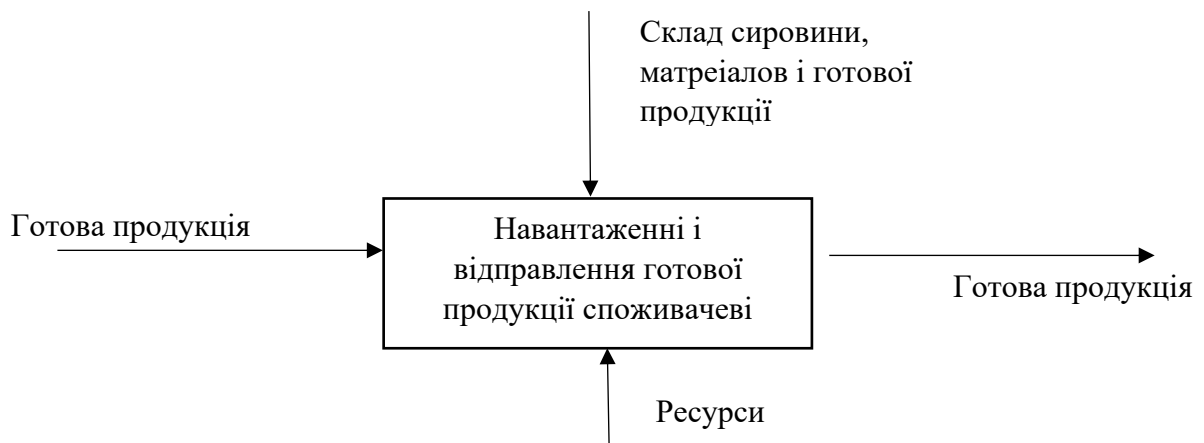 Склад сировини,
матреіалов і готової
продукції
Готова продукція
Навантаженні і
відправлення готової
продукції споживачеві
Готова продукція
Ресурси